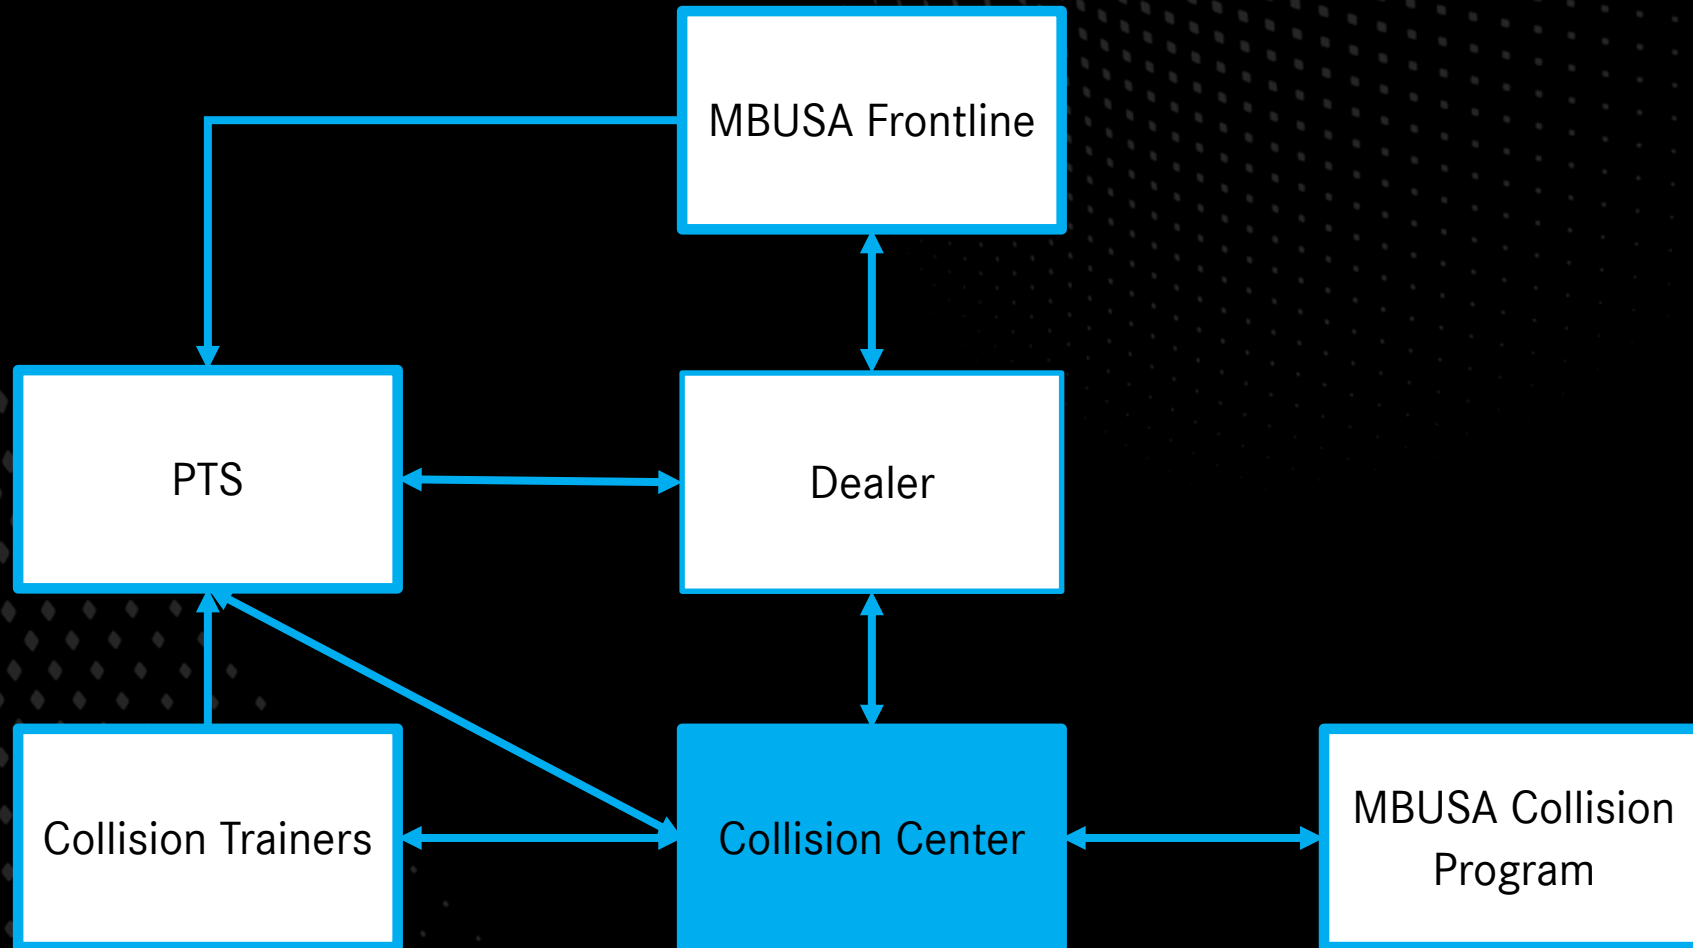 MBUSA Frontline
PTS
Dealer
Collision Trainers
Collision Center
MBUSA Collision
Program